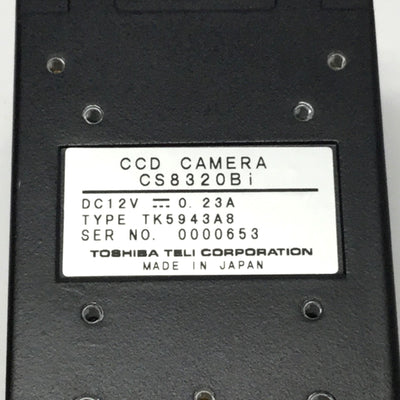 CCD CAMERA
CS8320Bi
DC12V ⎓ 0.23A
TYPE TK5943A8
SER NO. 0000653
TOSHIBA TELI CORPORATION
MADE IN JAPAN